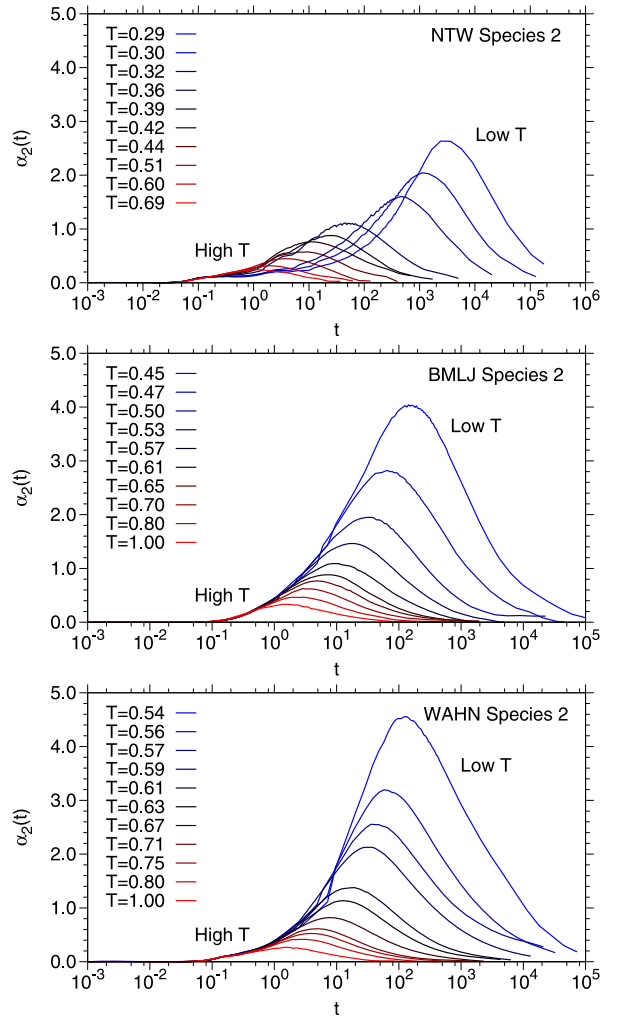 5.0
T=0.29
NTW Species 2
T=0.30
4.0
T=0.32
T=0.36
T=0.39
3.0
T=0.42
α2(t)
T=0.44
Low T
2.0
T=0.51
T=0.60
T=0.69
1.0
High T
0.0
10-3 10-2 10-1 100 101 102 103 104 105 106
t
5.0
T=0.45
BMLJ Species 2
T=0.47
4.0
T=0.50
T=0.53
Low T
T=0.57
3.0
T=0.61
α2(t)
T=0.65
2.0
T=0.70
T=0.80
T=1.00
1.0
High T
0.0
10-3 10-2 10-1 100 101 102 103 104 105
t
5.0
T=0.54
WAHN Species 2
T=0.56
4.0
T=0.57
T=0.59
Low T
T=0.61
3.0
T=0.63
α2(t)
T=0.67
2.0
T=0.71
T=0.75
T=0.80
1.0
T=1.00
High T
0.0
10-3 10-2 10-1 100 101 102 103 104 105
t